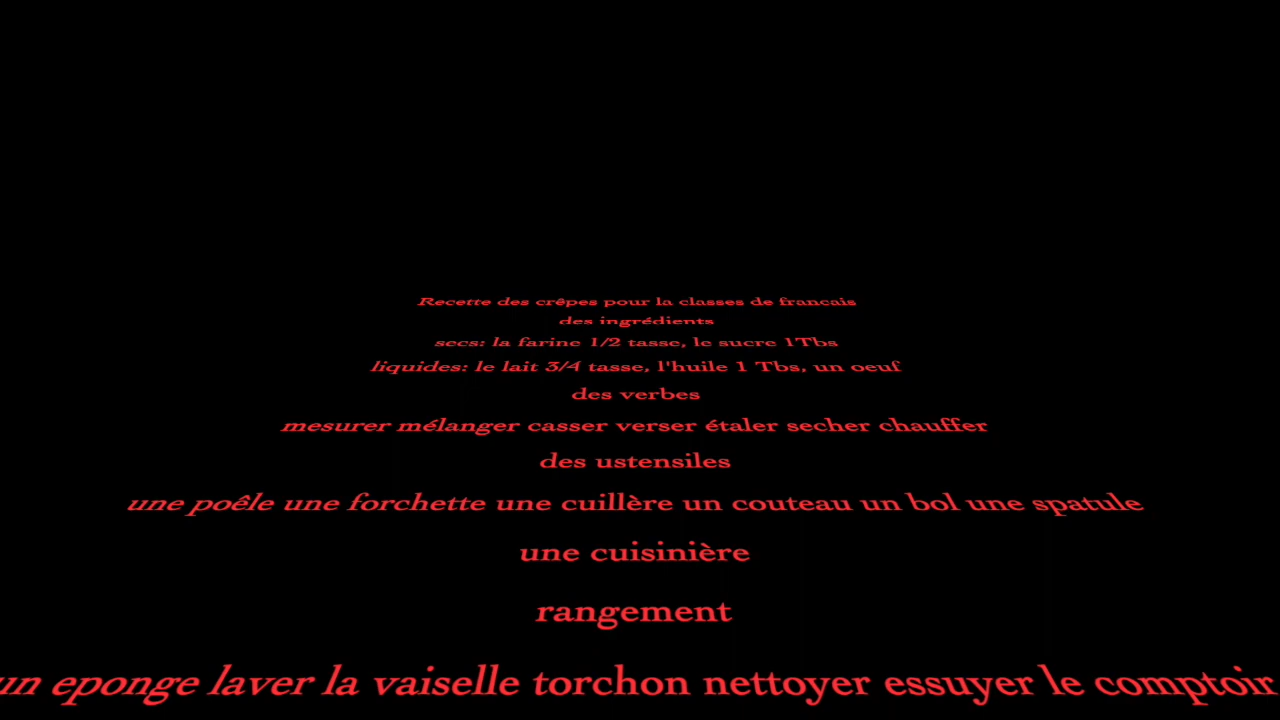 Recette des crêpes pour la classes de francais
des ingrédients
secs: la farine 1/2 tasse, le sucre 1Tbs
liquides: le lait 3/4 tasse, l'huile 1 Tbs, un oeuf
des verbes
mesurer mélanger casser verser étaler secher chauffer
des ustensiles
une poêle une forchette une cuillère un couteau un bol une spatule
une cuisinière
rangement
un eponge laver la vaiselle torchon nettoyer essuyer le comptoir